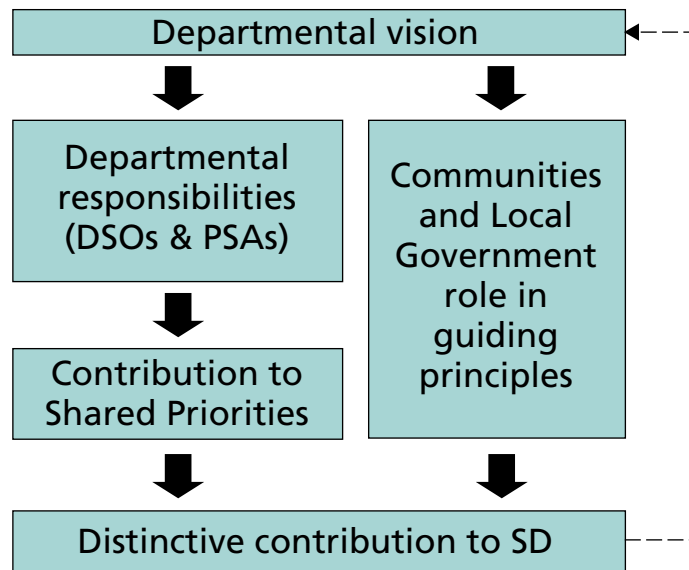 Departmental vision
Departmental
responsibilities
(DSOs & PSAs)
Contribution to
Shared Priorities
Communities
and Local
Government
role in
guiding
principles
Distinctive contribution to SD